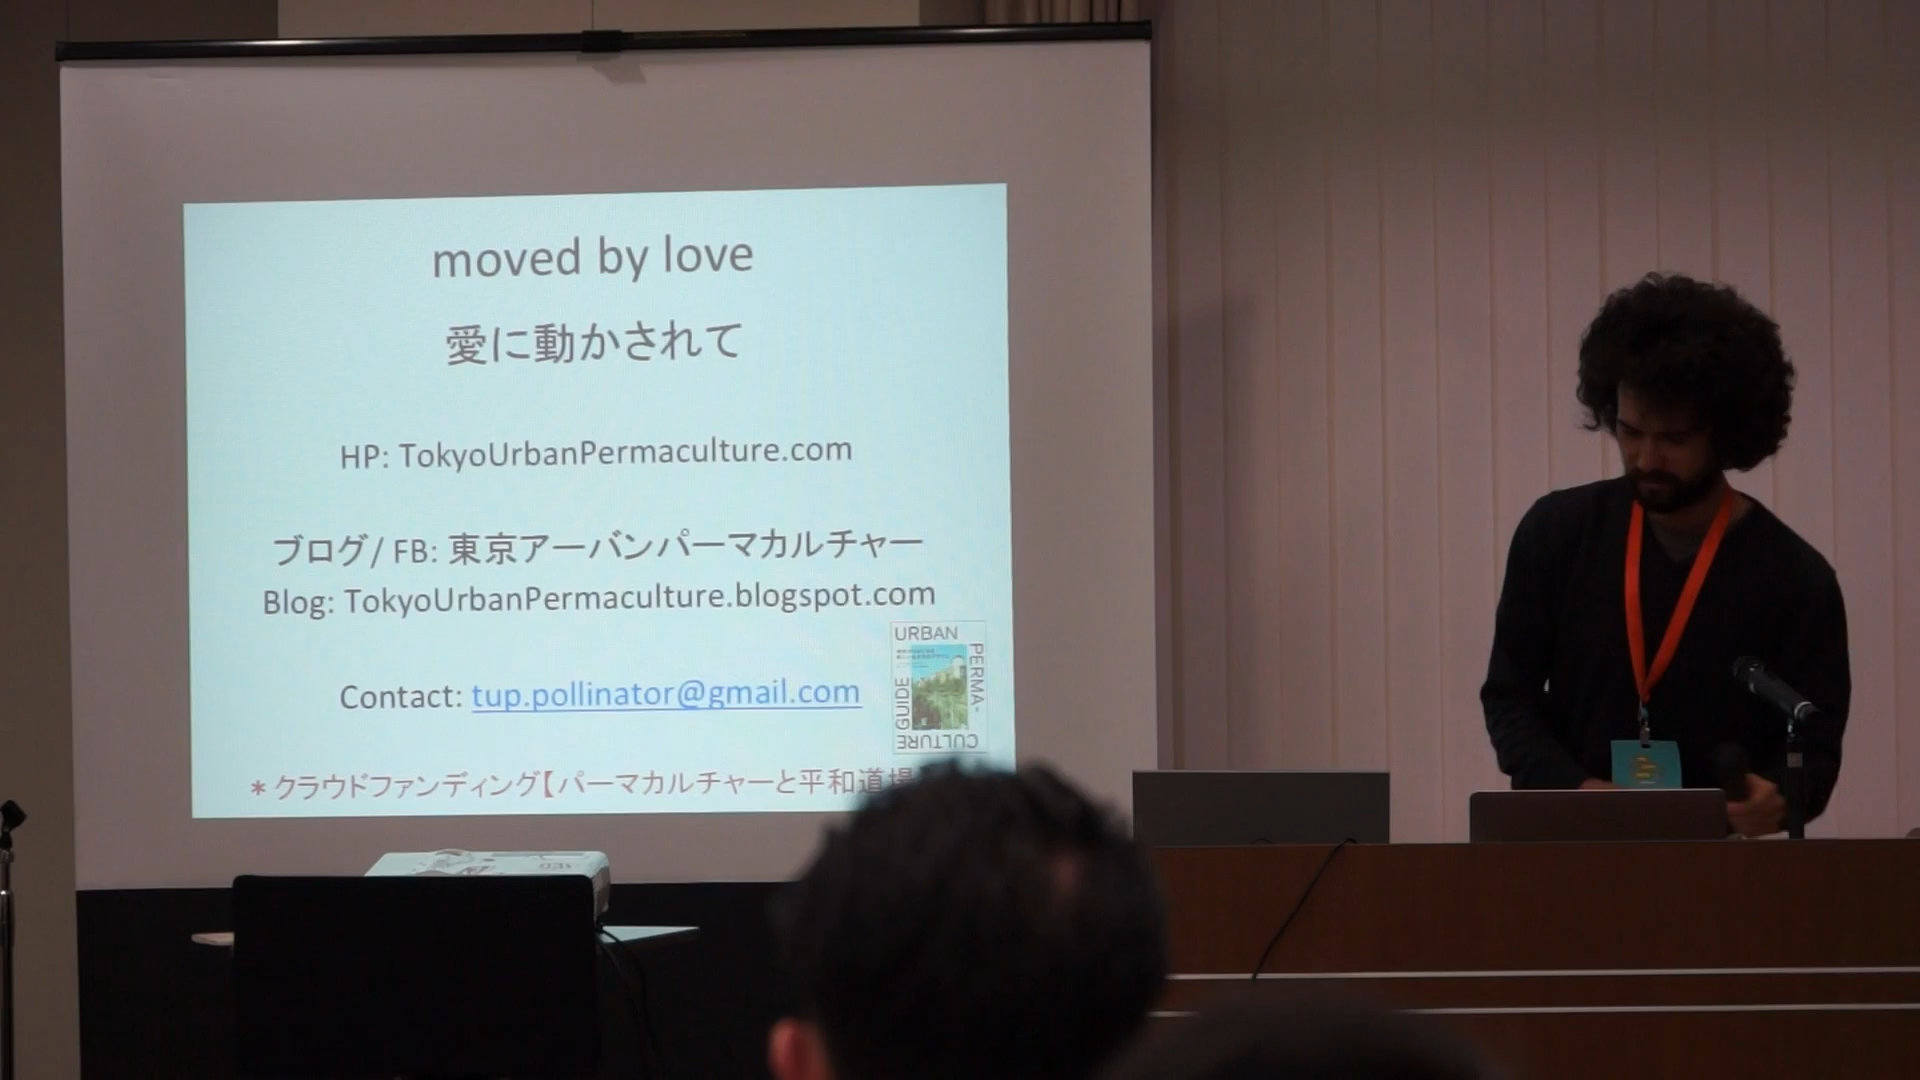 moved by love
愛に動かされて
HP: TokyoUrbanPermaculture.com
ブログ/ FB: 東京アーバンパーマカルチャー
Blog: TokyoUrbanPermaculture.blogspot.com
URBAN
PERMA-
CULTURE
GUIDE
Contact: tup.pollinator@gmail.com
* クラウドファンディング【パーマカルチャーと平和道場